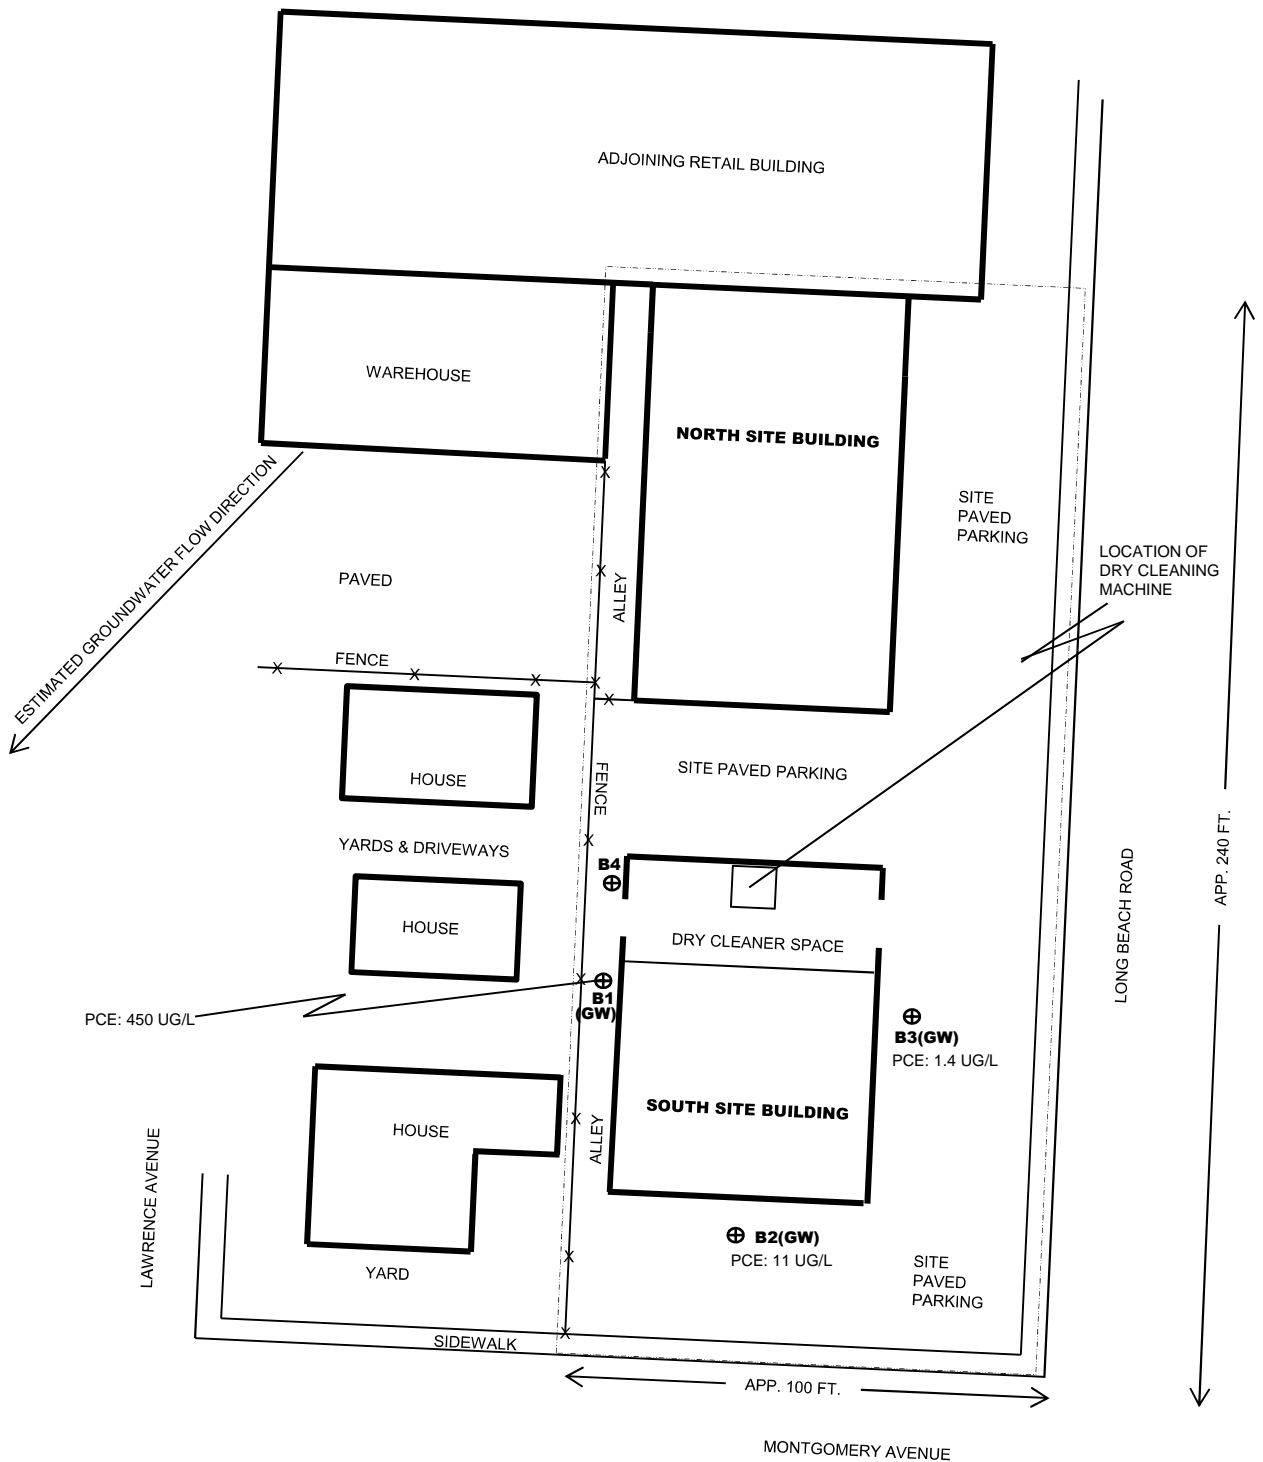 ADJOINING RETAIL BUILDING
WAREHOUSE
NORTH SITE BUILDING
ESTIMATED GROUNDWATER FLOW DIRECTION
SITE
PAVED
PARKING
LOCATION OF
DRY CLEANING
MACHINE
PAVED
ALLEY
FENCE
X
X
X
X
X
X
X
HOUSE
FENCE
SITE PAVED PARKING
X
YARDS & DRIVEWAYS
B4
HOUSE
DRY CLEANER SPACE
APP. 240 FT.
LONG BEACH ROAD
X
B1
(GW)
PCE: 450 UG/L
B3(GW)
PCE: 1.4 UG/L
SOUTH SITE BUILDING
X
HOUSE
ALLEY
LAWRENCE AVENUE
B2(GW)
PCE: 11 UG/L
X
YARD
SITE
PAVED
PARKING
X
SIDEWALK
APP. 100 FT.
MONTGOMERY AVENUE